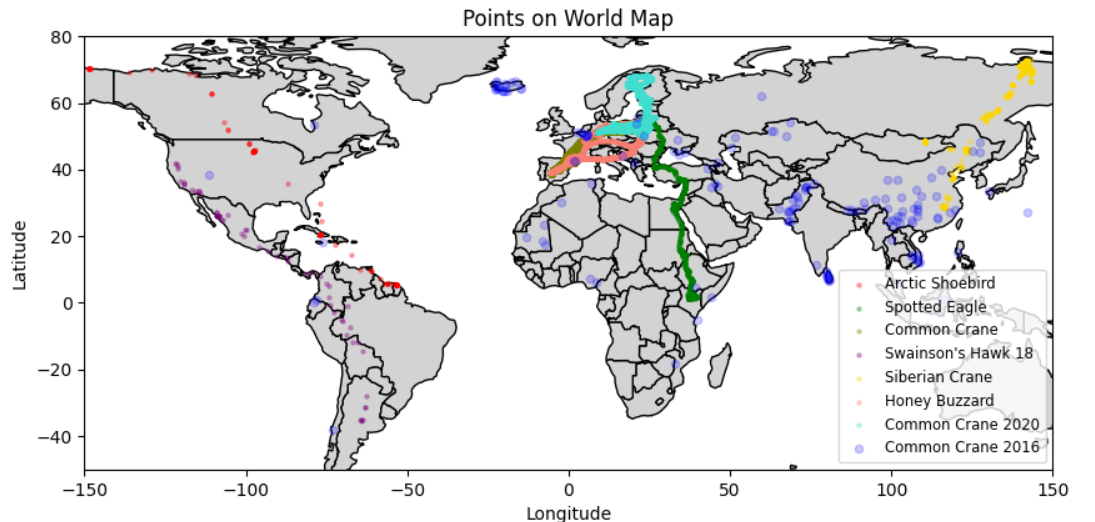 Points on World Map
80
60
40
20
0
−20
−40
Latitude
−150
−100
−50
0
50
100
150
Longitude
Arctic Shoebird
Spotted Eagle
Common Crane
Swainson's Hawk 18
Siberian Crane
Honey Buzzard
Common Crane 2020
Common Crane 2016